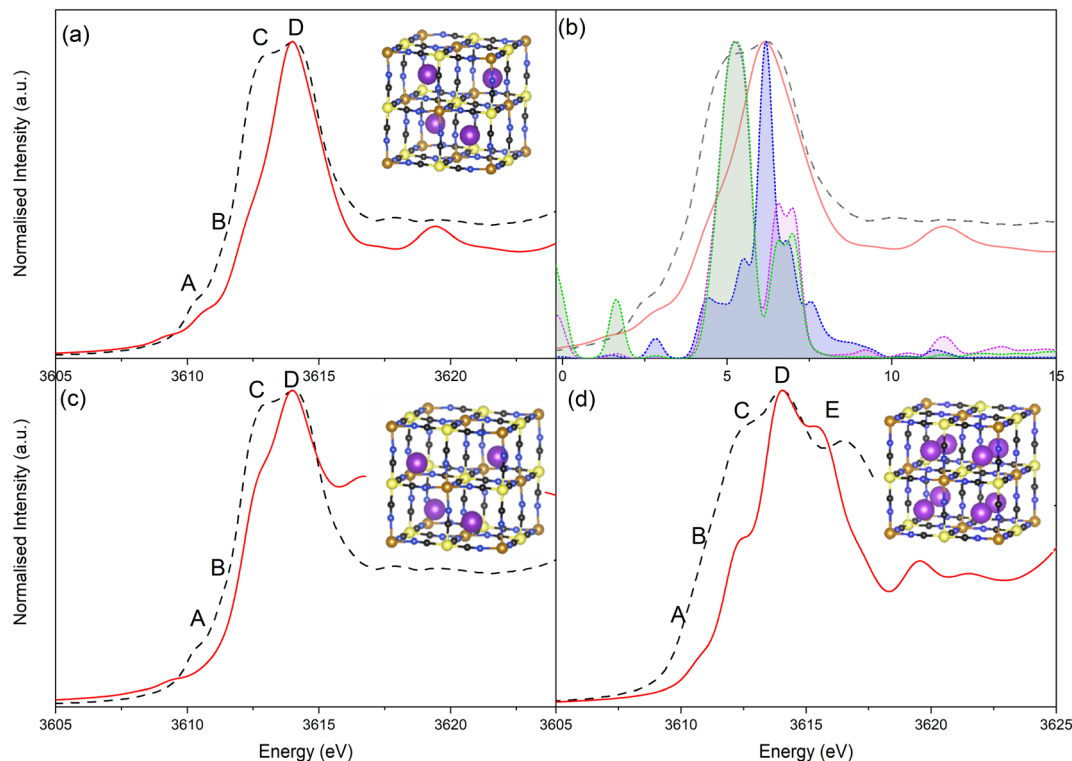 (a)
A
B
C
D
Normalised Intensity (a.u.)
3605
3610
3615
3620
(b)
0
5
10
15
(c)
A
B
C
D
Normalised Intensity (a.u.)
3605
3610
3615
3620
Energy (eV)
(d)
A
B
C
D
E
3605
3610
3615
3620
3625
Energy (eV)